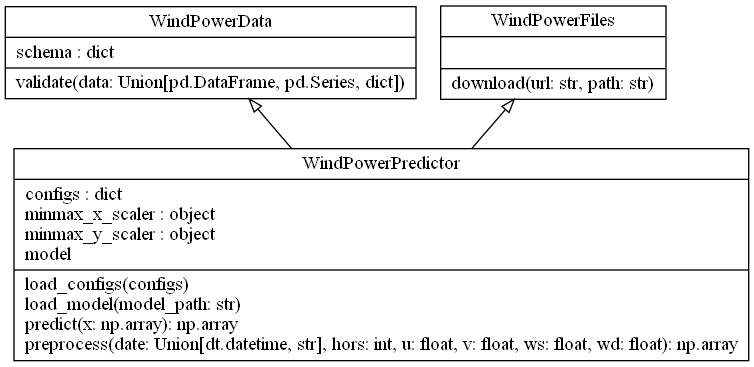 WindPowerData
schema : dict
validate(data: Union[pd.DataFrame, pd.Series, dict])
WindPowerFiles
download(url: str, path: str)
WindPowerPredictor
configs : dict
minmax_x_scaler : object
minmax_y_scaler : object
model
load_configs(configs)
load_model(model_path: str)
predict(x: np.array): np.array
preprocess(date: Union[dt.datetime, str], hors: int, u: float, v: float, ws: float, wd: float): np.array